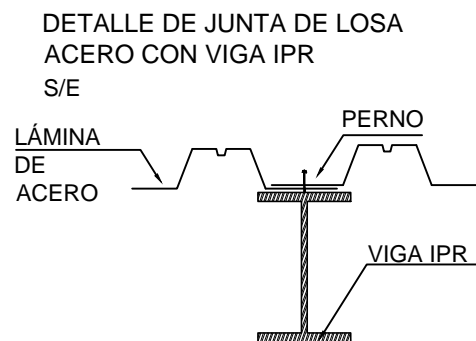 DETALLE DE JUNTA DE LOSA
ACERO CON VIGA IPR
S/E
PERNO
LÁMINA
DE
ACERO
VIGA IPR